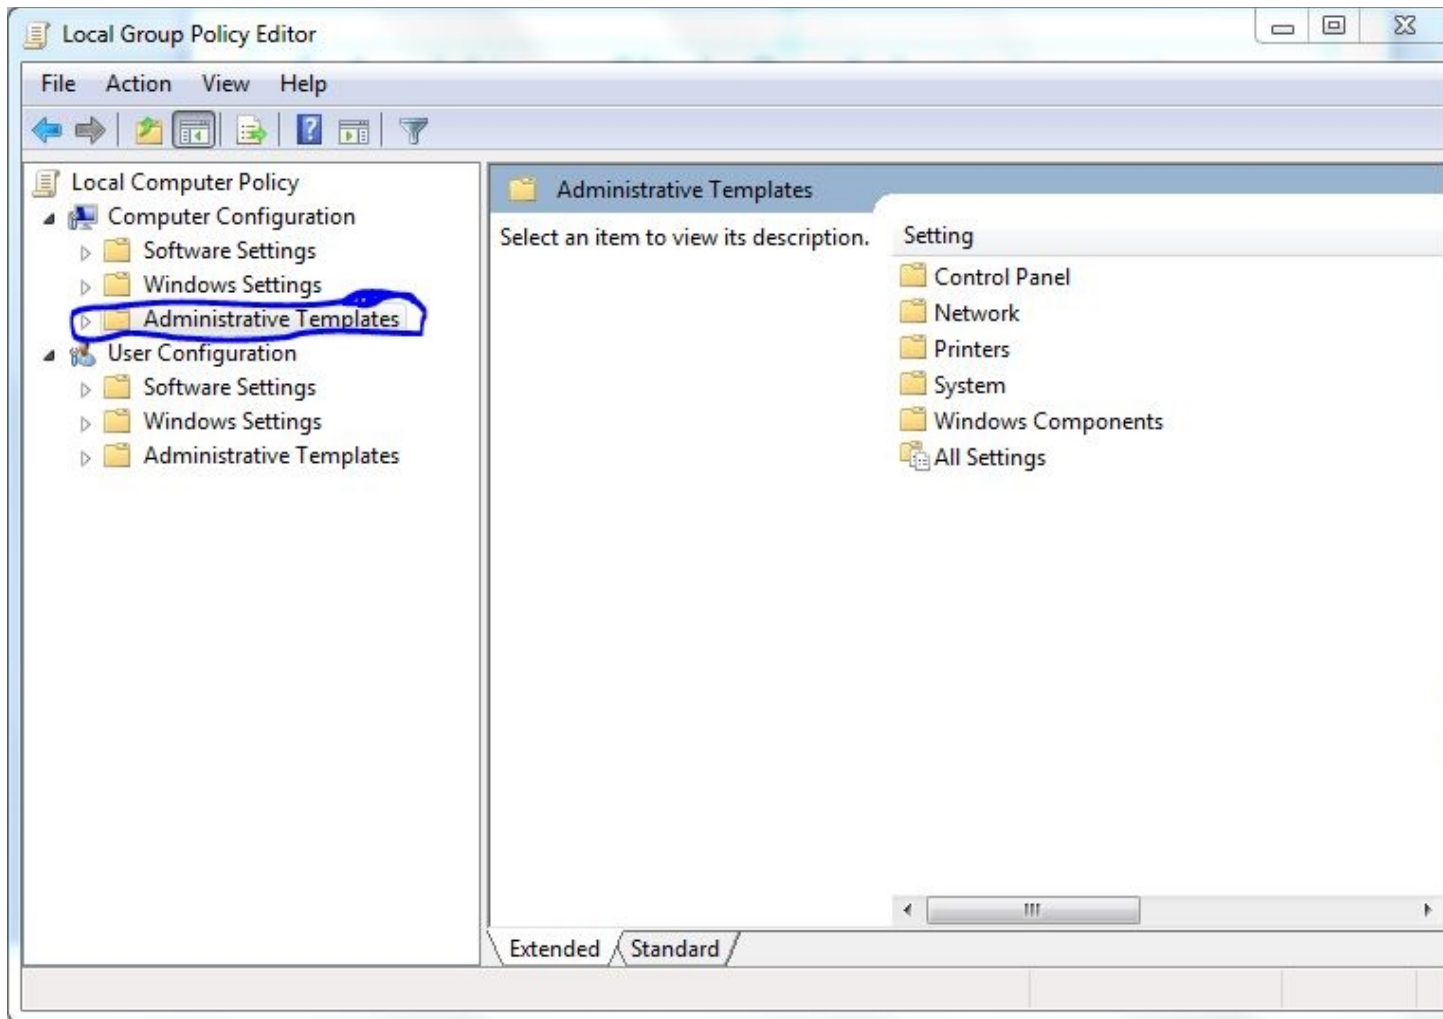 Local Group Policy Editor
File Action View Help
Local Computer Policy
Computer Configuration
Software Settings
Windows Settings
Administrative Templates
User Configuration
Software Settings
Windows Settings
Administrative Templates
Administrative Templates
Select an item to view its description.
Setting
Control Panel
Network
Printers
System
Windows Components
All Settings
Extended Standard